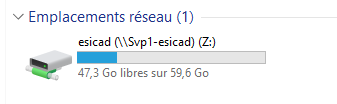 Emplacements réseau (1)
esicad (\\Svp1-esicad) (Z:)
47,3 Go libres sur 59,6 Go